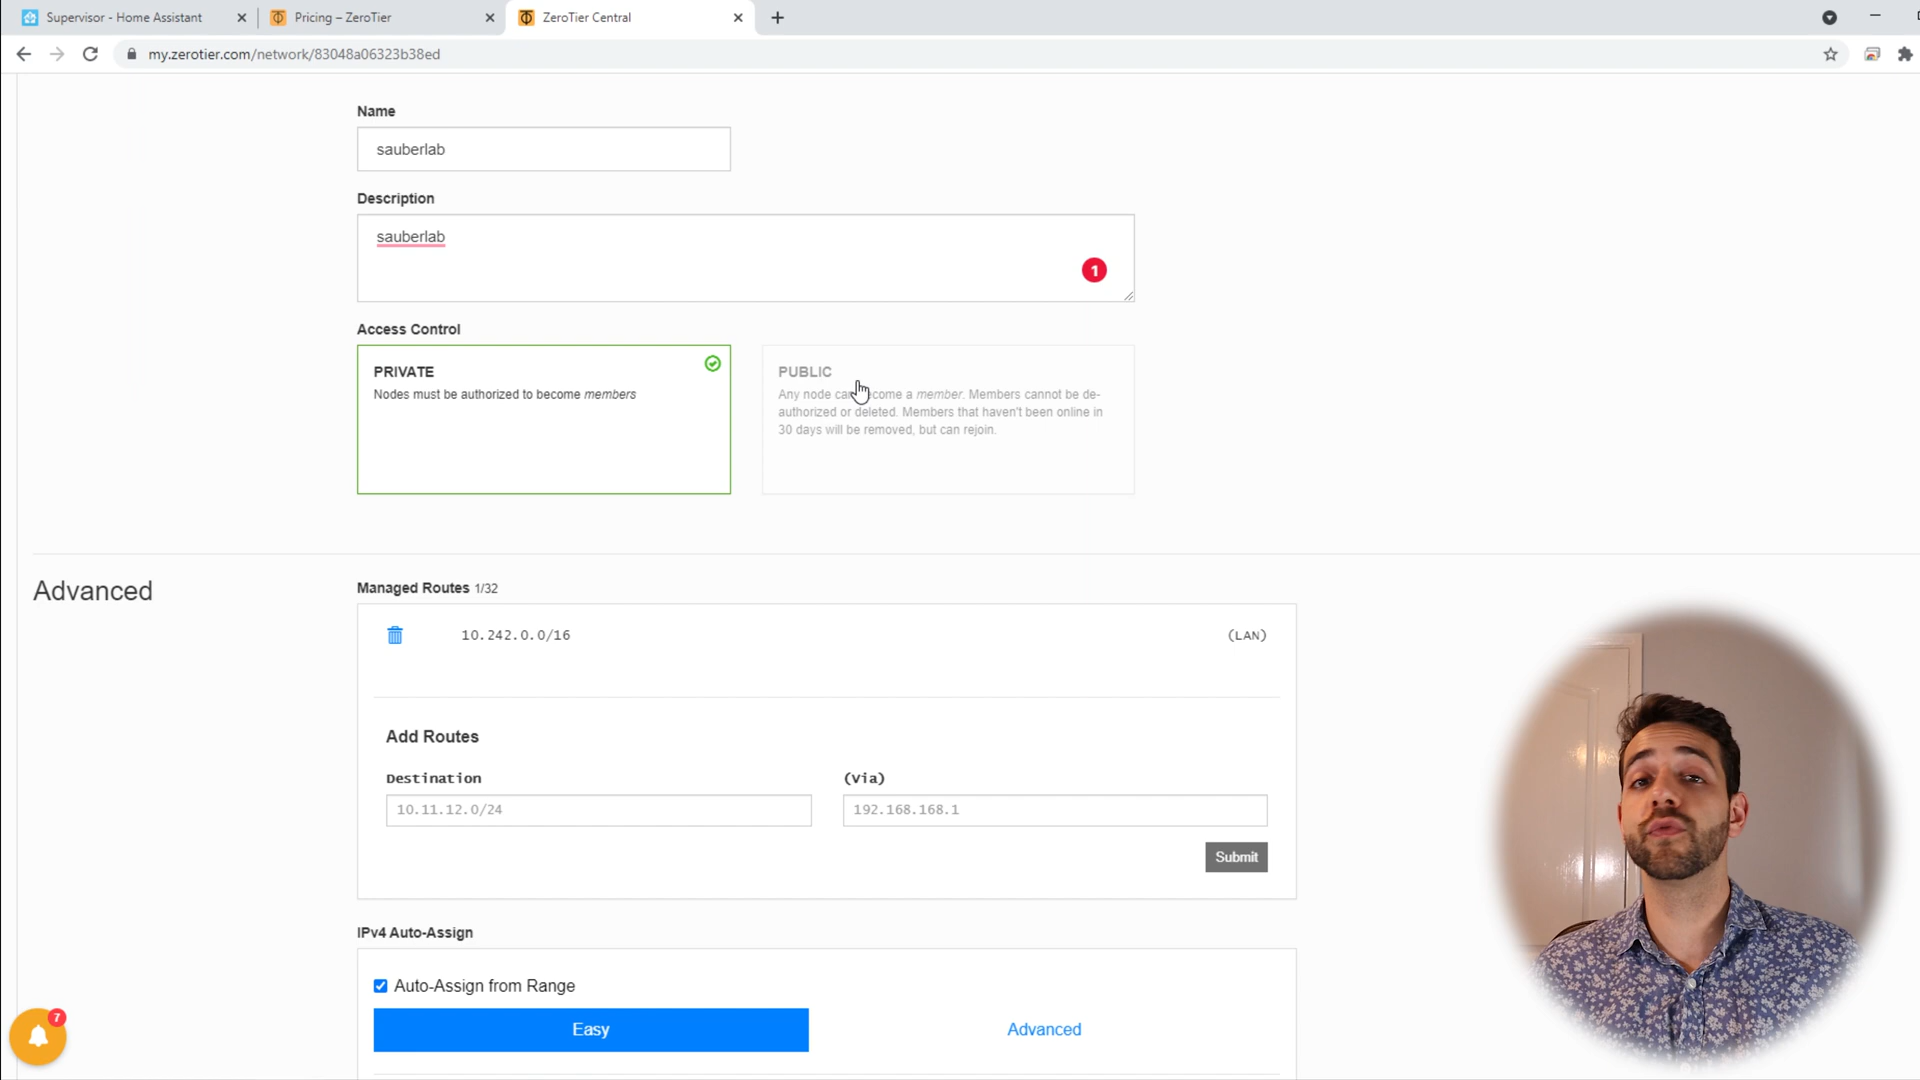 Supervisor - Home Assistant
Pricing – ZeroTier
ZeroTier Central
my.zerotier.com/network/83048a06323b38ed
Name
sauberlab
Description
sauberlab
1
Access Control
PRIVATE
Nodes must be authorized to become members
PUBLIC
Any node can become a member. Members cannot be de-
authorized or deleted. Members that haven't been online in
30 days will be removed, but can rejoin.
Advanced
Managed Routes 1/32
10.242.0.0/16
(LAN)
Add Routes
Destination
(Via)
10.11.12.0/24
192.168.168.1
Submit
IPv4 Auto-Assign
Auto-Assign from Range
Easy
Advanced
7